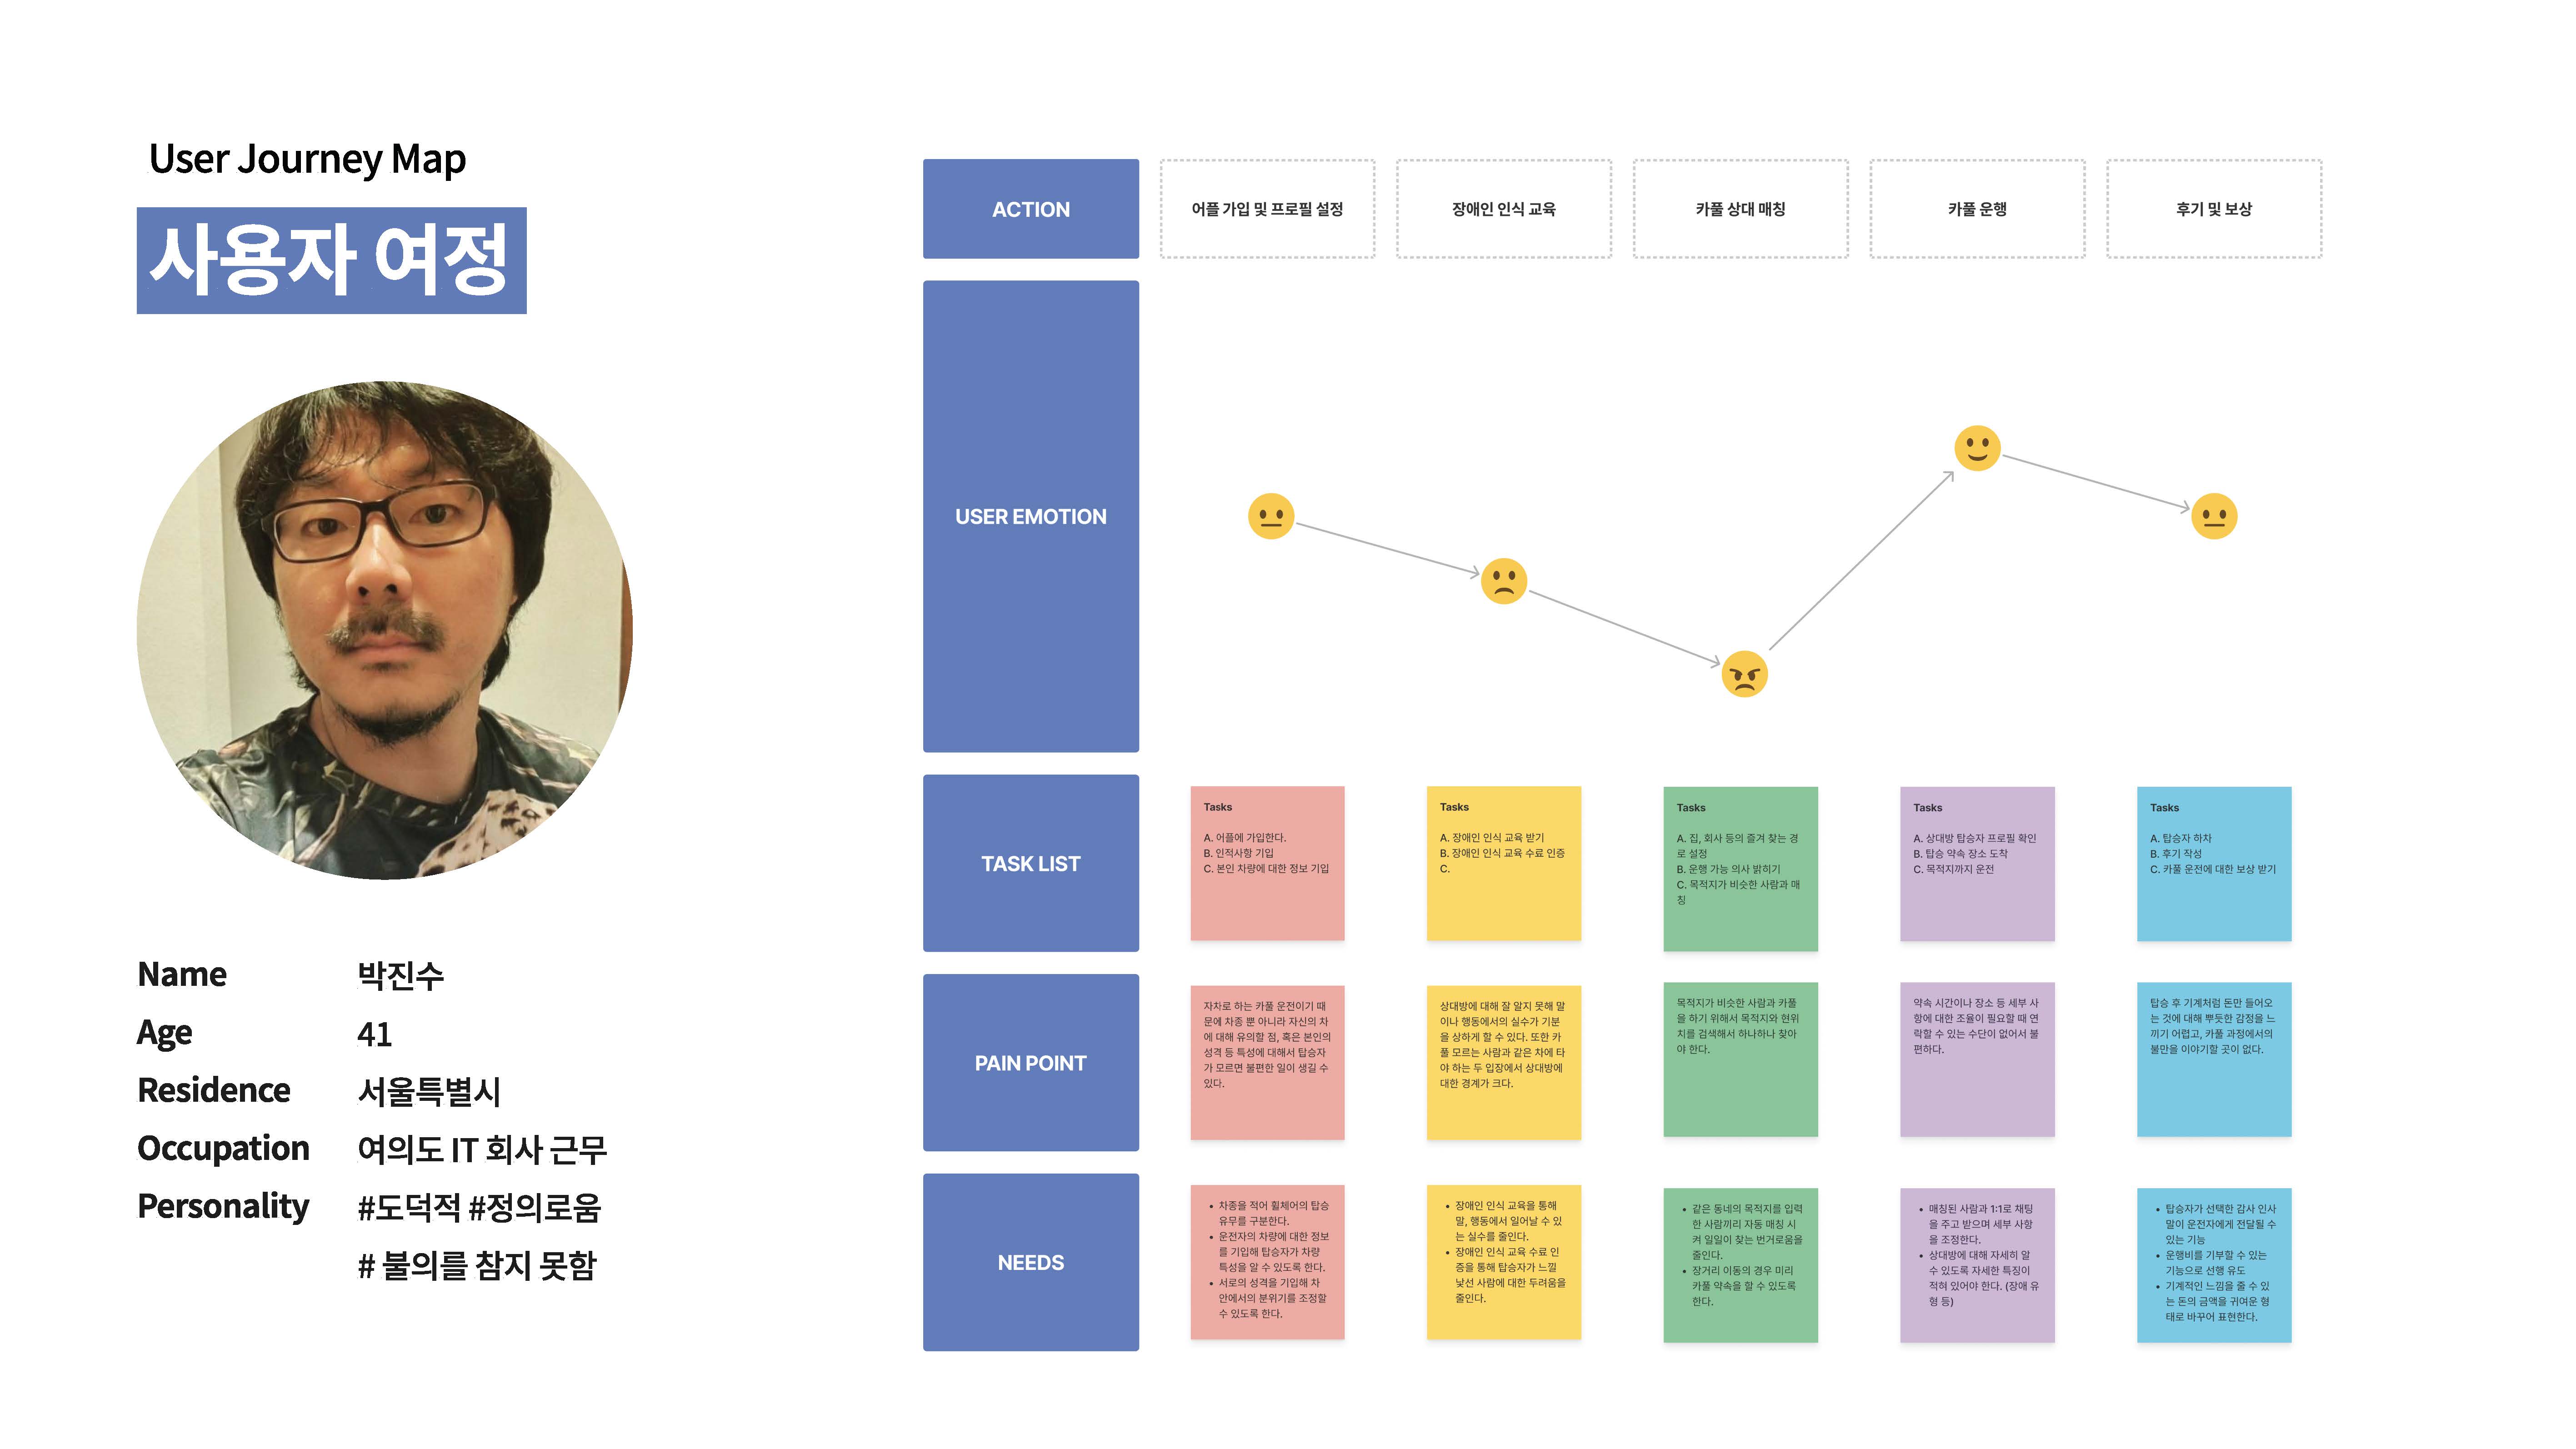 User Journey Map
사용자 여정
Name 박진수
Age 41
Residence 서울특별시
Occupation 여의도 IT 회사 근무
Personality #도덕적 #정의로움
# 불의를 참지 못함
ACTION
어플 가입 및 프로필 설정
장애인 인식 교육
카풀 상대 매칭
카풀 운행
후기 및 보상
USER EMOTION
TASK LIST
Tasks
A. 어플에 가입한다.
B. 인적사항 기입
C. 본인 차량에 대한 정보 기입
Tasks
A. 장애인 인식 교육 받기
B. 장애인 인식 교육 수료 인증
C.
Tasks
A. 집, 회사 등의 즐겨 찾는 경
로 설정
B. 운행 가능 의사 밝히기
C. 목적지가 비슷한 사람과 매
칭
Tasks
A. 상대방 탑승자 프로필 확인
B. 탑승 약속 장소 도착
C. 목적지까지 운전
Tasks
A. 탑승자 하차
B. 후기 작성
C. 카풀 운전에 대한 보상 받기
PAIN POINT
자차로 하는 카풀 운전이기 때
문에 차종 뿐 아니라 자신의 차
에 대해 유의할 점, 혹은 본인의
성격 등 특성에 대해서 탑승자
가 모르면 불편한 일이 생길 수
있다.
상대방에 대해 잘 알지 못해 말
이나 행동에서의 실수가 기분
을 상하게 할 수 있다. 또한 카
풀 모르는 사람과 같은 차에 타
야 하는 두 입장에서 상대방에
대한 경계가 크다.
목적지가 비슷한 사람과 카풀
을 하기 위해서 목적지와 현위
치를 검색해서 하나하나 찾아
야 한다.
약속 시간이나 장소 등 세부 사
항에 대한 조율이 필요할 때 연
락할 수 있는 수단이 없어서 불
편하다.
탑승 후 기계처럼 돈만 들어오
는 것에 대해 뿌듯한 감정을 느
끼기 어렵고, 카풀 과정에서의
불만을 이야기할 곳이 없다.
NEEDS
• 차종을 적어 휠체어의 탑승
유무를 구분한다.
• 운전자의 차량에 대한 정보
를 기입해 탑승자가 차량
특성을 알 수 있도록 한다.
• 서로의 성격을 기입해 차
안에서의 분위기를 조정할
수 있도록 한다.
• 장애인 인식 교육을 통해
말, 행동에서 일어날 수 있
는 실수를 줄인다.
• 장애인 인식 교육 수료 인
증을 통해 탑승자가 느낄
낯선 사람에 대한 두려움을
줄인다.
• 같은 동네의 목적지를 입력
한 사람끼리 자동 매칭 시
켜 일일이 찾는 번거로움을
줄인다.
• 장거리 이동의 경우 미리
카풀 약속을 할 수 있도록
한다.
• 매칭된 사람과 1:1로 채팅
을 주고 받으며 세부 사항
을 조정한다.
• 상대방에 대해 자세히 알
수 있도록 자세한 특징이
적혀 있어야 한다. (장애 유
형 등)
• 탑승자가 선택한 감사 인사
말이 운전자에게 전달될 수
있는 기능
• 운행비를 기부할 수 있는
기능으로 선행 유도
• 기계적인 느낌을 줄 수 있
는 돈의 금액을 귀여운 형
태로 바꾸어 표현한다.